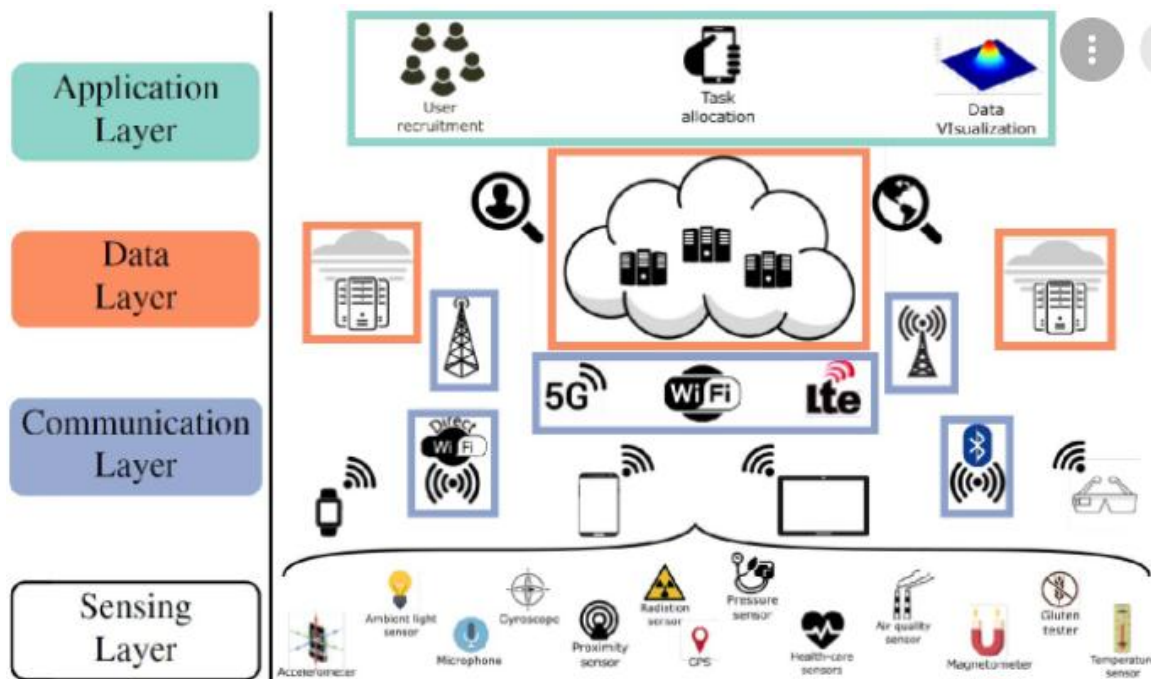 Application
Layer
User
recruitment
Task
allocation
Data
VIsualization
Data
Layer
Communication
Layer
5G
WiFi
Lte
Direct
WiFi
Sensing
Layer
Accelerometer
Ambient light
sensor
Microphone
Gyroscope
Proximity
sensor
Radiation
sensor
GPS
Pressure
sensor
Health-care
sensors
Air quality
sensor
Magnetometer
Gluten
tester
Temperature
sensor